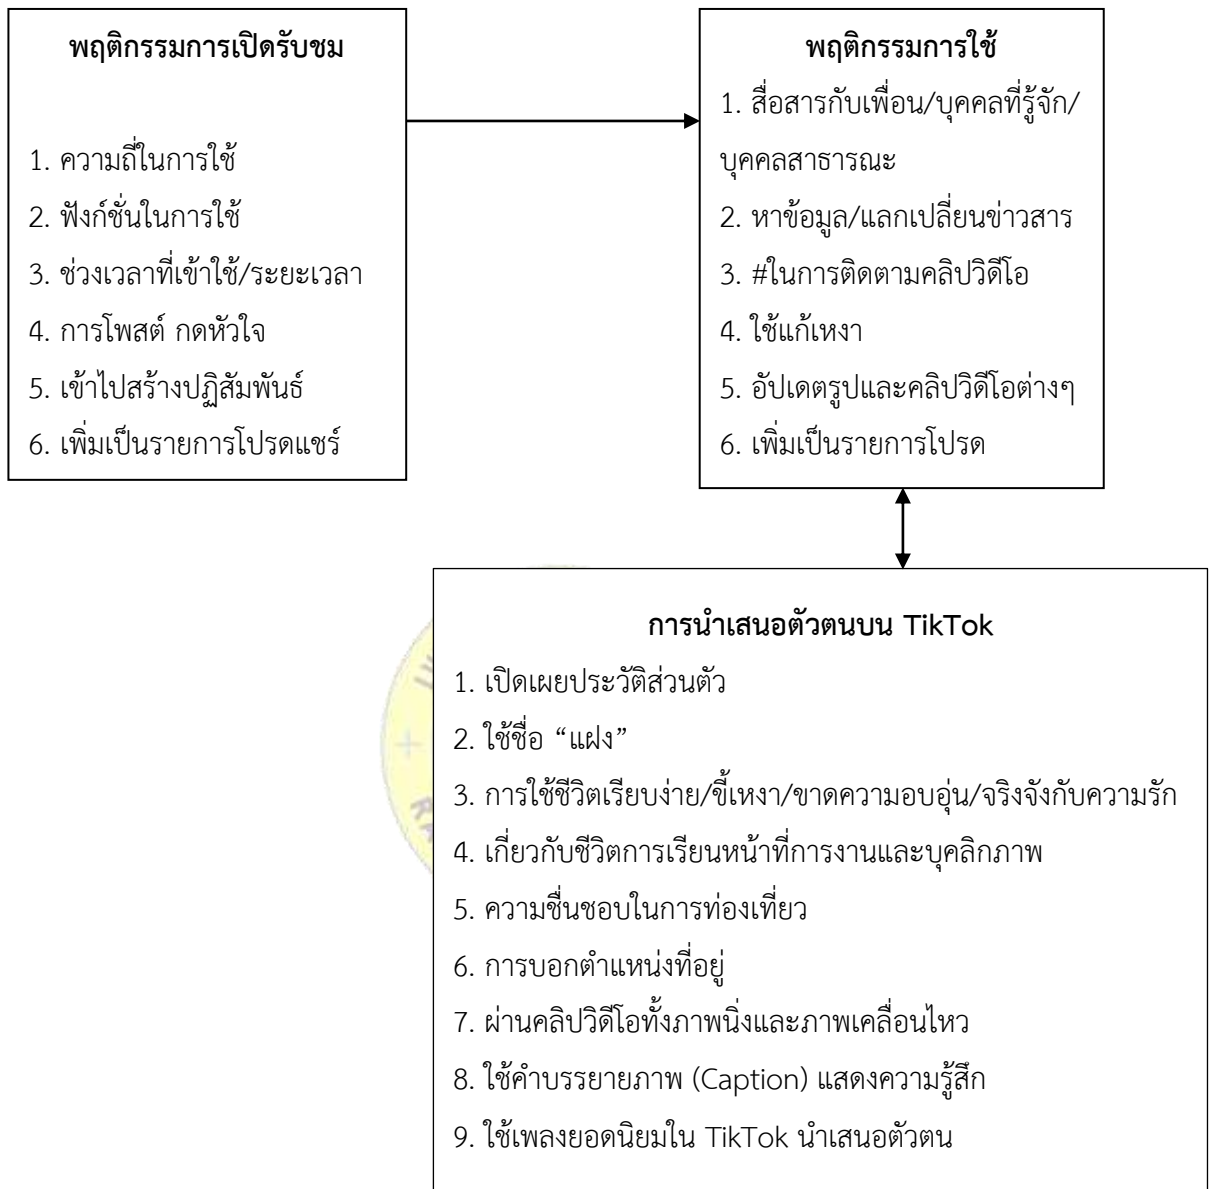 พฤติกรรมการเปิดรับชม
1. ความถี่ในการใช้
2. ฟังก์ชั่นในการใช้
3. ช่วงเวลาที่เข้าใช้/ระยะเวลา
4. การโพสต์ กดหัวใจ
5. เข้าไปสร้างปฏิสัมพันธ์
6. เพิ่มเป็นรายการโปรดแชร์
พฤติกรรมการใช้
1. สื่อสารกับเพื่อน/บุคคลที่รู้จัก/
บุคคลสาธารณะ
2. หาข้อมูล/แลกเปลี่ยนข่าวสาร
3. #ในการติดตามคลิปวิดีโอ
4. ใช้แก้เหงา
5. อัปเดตรูปและคลิปวิดีโอต่างๆ
6. เพิ่มเป็นรายการโปรด
การนำเสนอตัวตนบน TikTok
1. เปิดเผยประวัติส่วนตัว
2. ใช้ชื่อ “แฝง”
3. การใช้ชีวิตเรียบง่าย/ขี้เหงา/ขาดความอบอุ่น/จริงจังกับความรัก
4. เกี่ยวกับชีวิตการเรียนหน้าที่การงานและบุคลิกภาพ
5. ความชื่นชอบในการท่องเที่ยว
6. การบอกตำแหน่งที่อยู่
7. ผ่านคลิปวิดีโอทั้งภาพนิ่งและภาพเคลื่อนไหว
8. ใช้คำบรรยายภาพ (Caption) แสดงความรู้สึก
9. ใช้เพลงยอดนิยมใน TikTok นำเสนอตัวตน